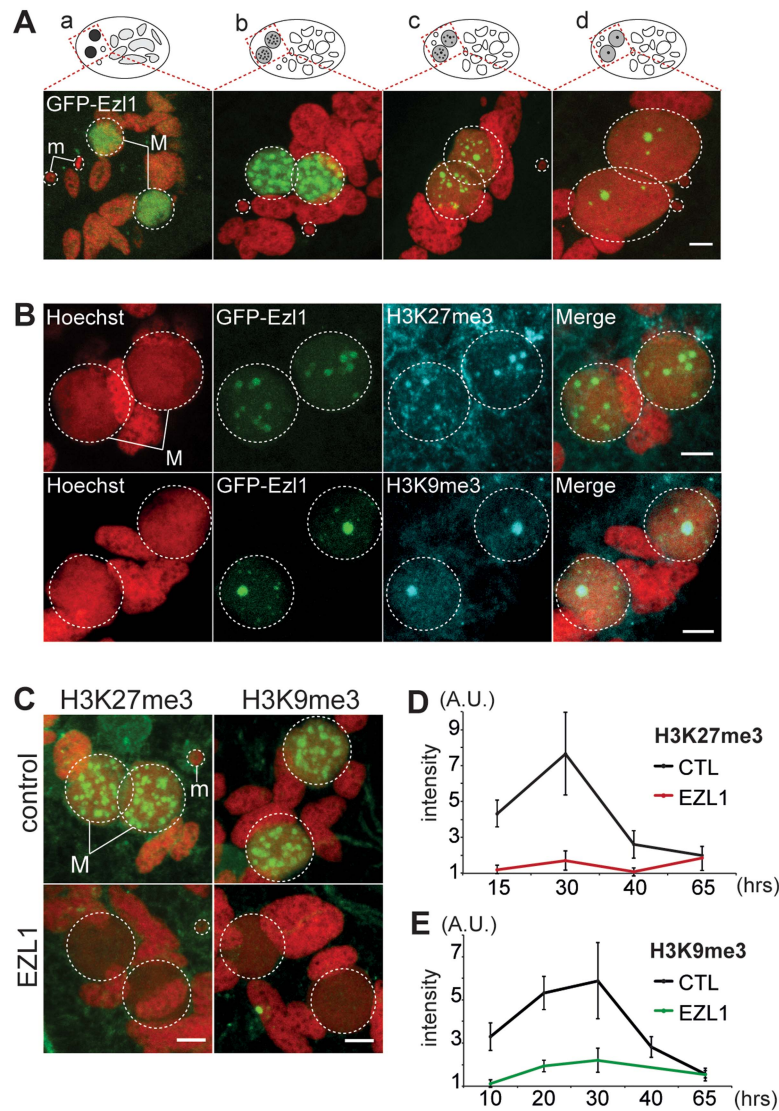 A
a b c d
GFP-Ezl1
m M
B
Hoechst GFP-Ezl1 H3K27me3 Merge
M
Hoechst GFP-Ezl1 H3K9me3 Merge
C
H3K27me3 H3K9me3
control
m
M
EZL1
D (A.U.)
9
7
5
3
1
intensity
H3K27me3
CTL
EZL1
15 30 40 65 (hrs)
E (A.U.)
7
5
3
1
intensity
H3K9me3
CTL
EZL1
10 20 30 40 65 (hrs)